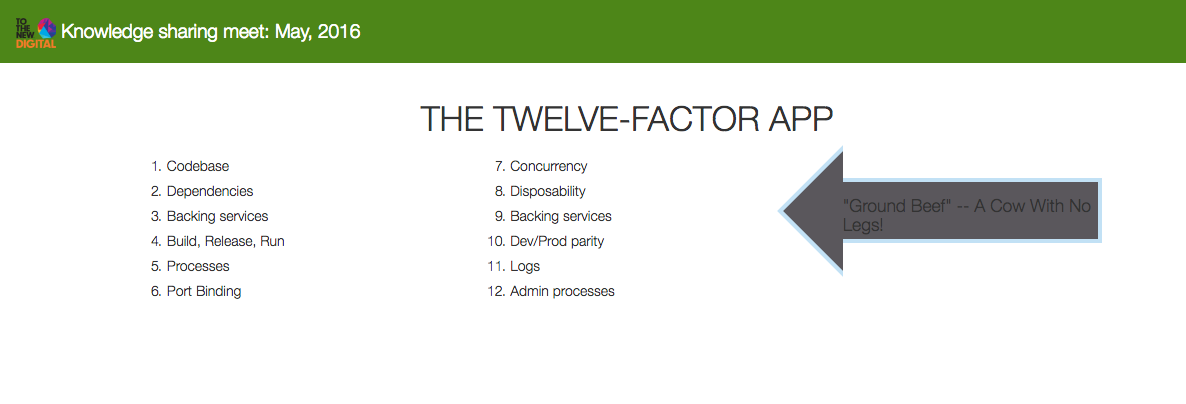 TO
THE
NEW
DIGITAL
Knowledge sharing meet: May, 2016
THE TWELVE-FACTOR APP
1. Codebase
2. Dependencies
3. Backing services
4. Build, Release, Run
5. Processes
6. Port Binding
7. Concurrency
8. Disposability
9. Backing services
10. Dev/Prod parity
11. Logs
12. Admin processes
"Ground Beef" -- A Cow With No
Legs!